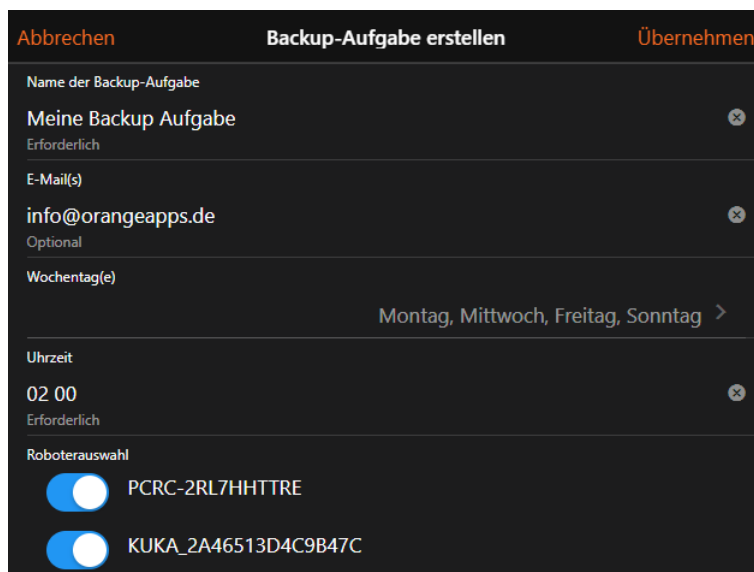 Abbrechen Backup-Aufgabe erstellen Übernehmen
Name der Backup-Aufgabe
Meine Backup Aufgabe
Erforderlich
E-Mail(s)
info@orangeapps.de
Optional
Wochentag(e)
Montag, Mittwoch, Freitag, Sonntag
Uhrzeit
02 00
Erforderlich
Roboterauswahl
PCRC-2RL7HHTTRE
KUKA_2A46513D4C9B47C